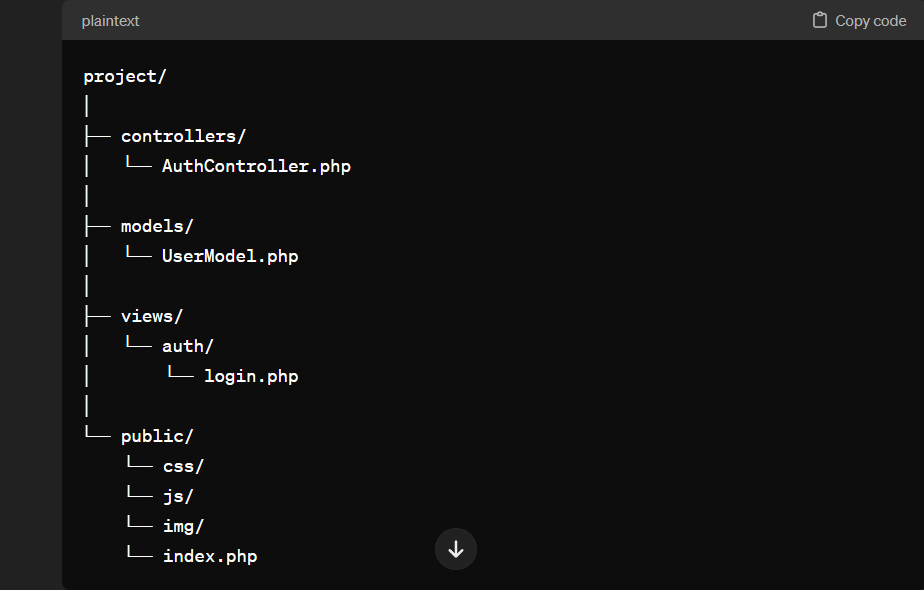 plaintext Copy code
project/
│
├── controllers/
│   └── AuthController.php
│
├── models/
│   └── UserModel.php
│
├── views/
│   └── auth/
│       └── login.php
│
└── public/
    └── css/
    └── js/
    └── img/
    └── index.php